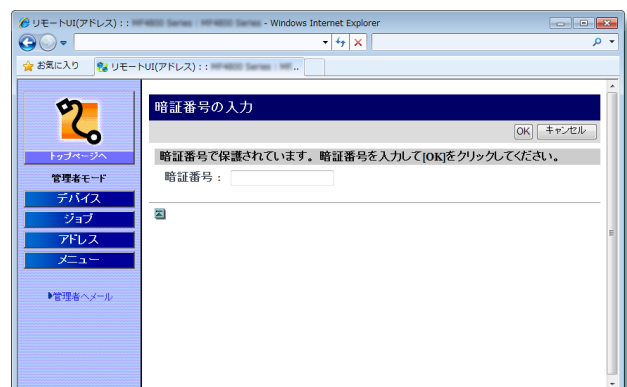 リモートUI(アドレス) : : - Windows Internet Explorer
お気に入り リモートUI(アドレス) : : ...
暗証番号の入力
OK キャンセル
トップページへ
暗証番号で保護されています。暗証番号を入力して[OK]をクリックしてください。
管理者モード
暗証番号 :
デバイス
ジョブ
アドレス
メニュー
管理者へメール